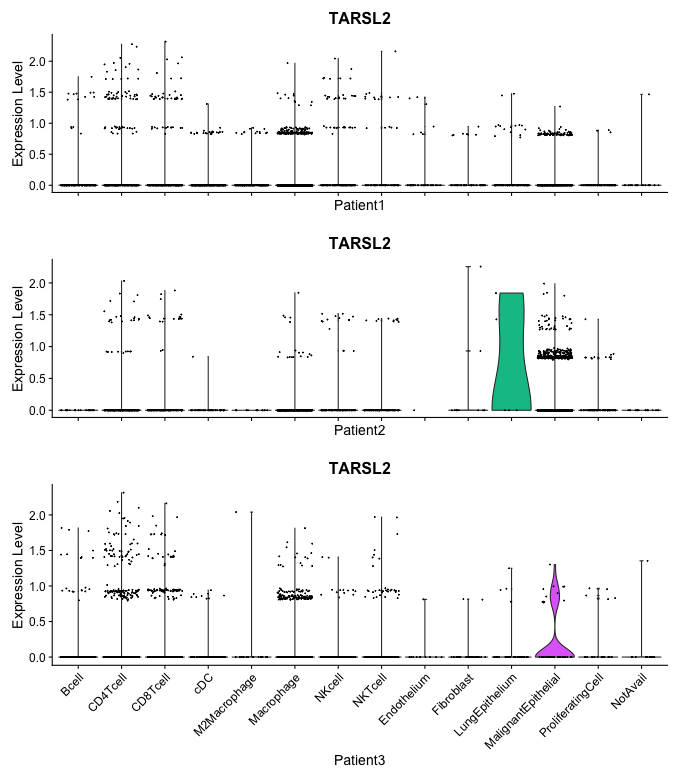 TARSL2
Expression Level
2.0
1.5
1.0
0.5
0.0
Patient1
TARSL2
Expression Level
2.0
1.5
1.0
0.5
0.0
Patient2
TARSL2
Expression Level
2.0
1.5
1.0
0.5
0.0
Bcell
CD4Tcell
CD8Tcell
cDC
M2Macrophage
Macrophage
NKcell
NKTcell
Endothelium
Fibroblast
LungEpithelium
MalignantEpithelial
ProliferatingCell
NotAvail
Patient3